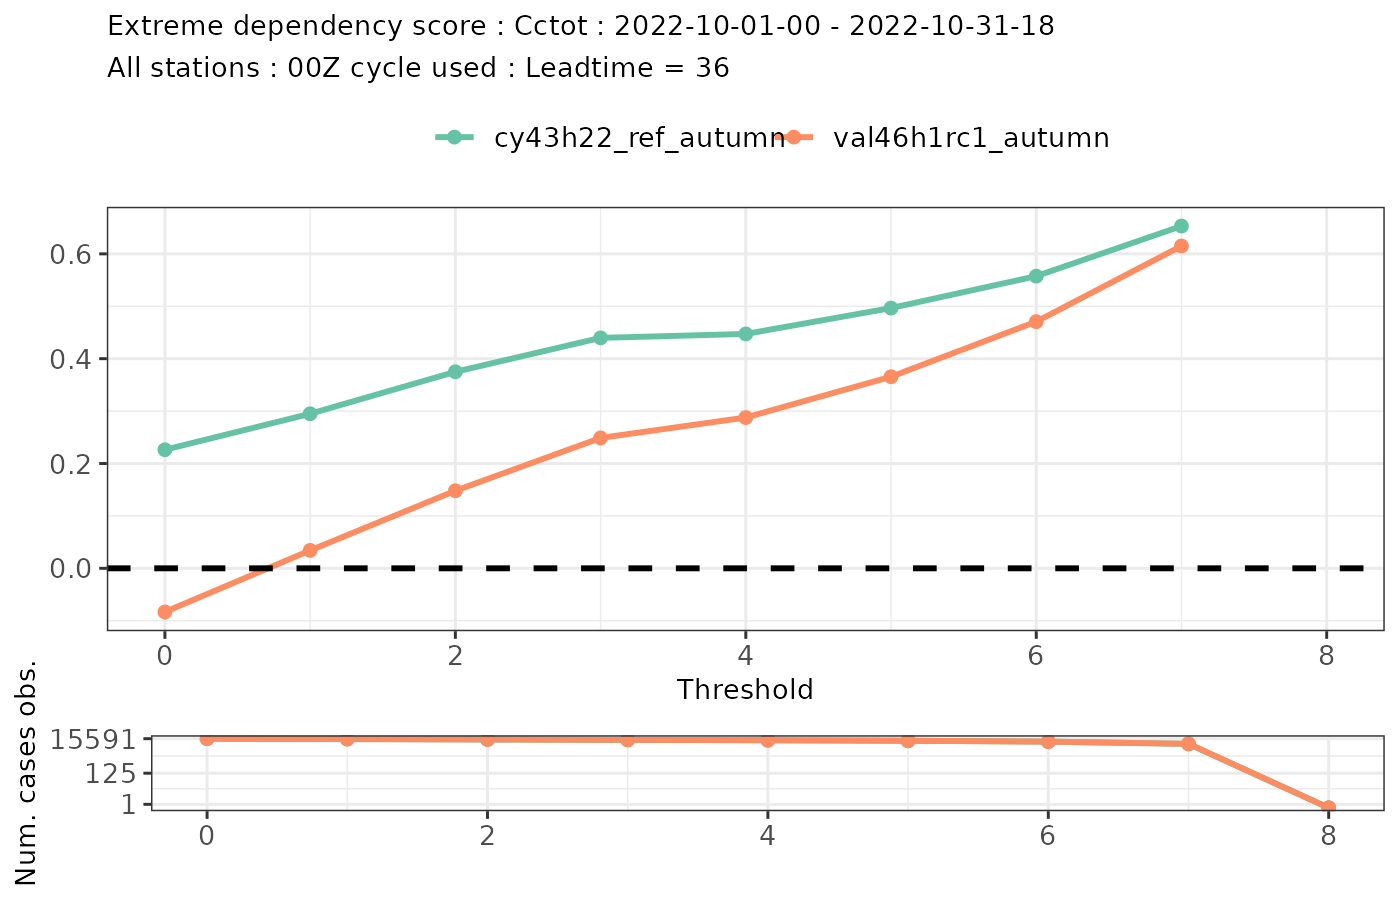 Extreme dependency score : Cctot : 2022-10-01-00 - 2022-10-31-18
All stations : 00Z cycle used : Leadtime = 36
cy43h22_ref_autumn val46h1rc1_autumn
0.6
0.4
0.2
0.0
0 2 4 6 8
Threshold
Num. cases obs.
15591
125
1
0 2 4 6 8